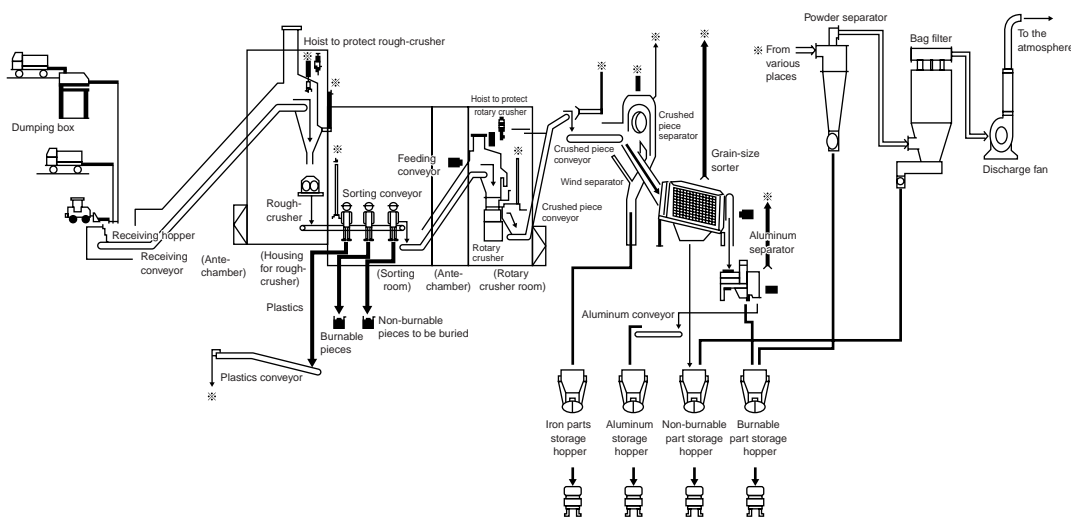 Hoist to protect rough-crusher
※
※
Dumping box
Receiving hopper
Receiving
conveyor
(Ante-
chamber)
Rough-
crusher
(Housing
for rough-
crusher)
※
Sorting conveyor
Feeding
conveyor
(Sorting
room)
(Ante-
chamber)
Hoist to protect
rotary crusher
※
Rotary
crusher
(Rotary
crusher room)
Crushed piece
conveyor
※
Crushed piece
conveyor
Wind separator
※
※
Crushed
piece
separator
※
Grain-size
sorter
※
Aluminum
separator
Powder separator
※ From
various
places
Bag filter
To the
atmosphere
Discharge fan
Plastics
Burnable
pieces
Non-burnable
pieces to be buried
Plastics conveyor
※
Aluminum conveyor
Iron parts
storage
hopper
Aluminum
storage
hopper
Non-burnable
part storage
hopper
Burnable
part storage
hopper